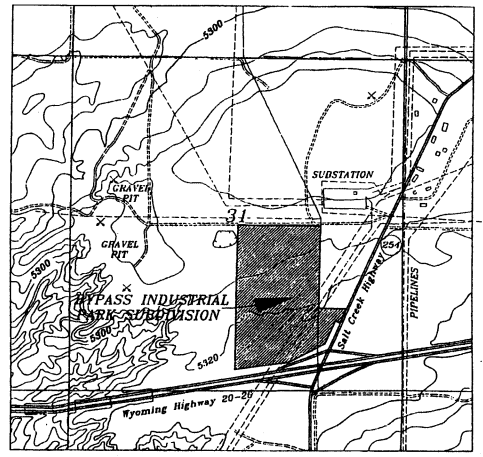 5300
SUBSTATION
GRAVEL
PIT
31
GRAVEL
PIT
254
5300
BYPASS INDUSTRIAL
PARK SUBDIVISION
5300
5320
Salt Creek Highway
PIPELINES
Wyoming Highway 20-26